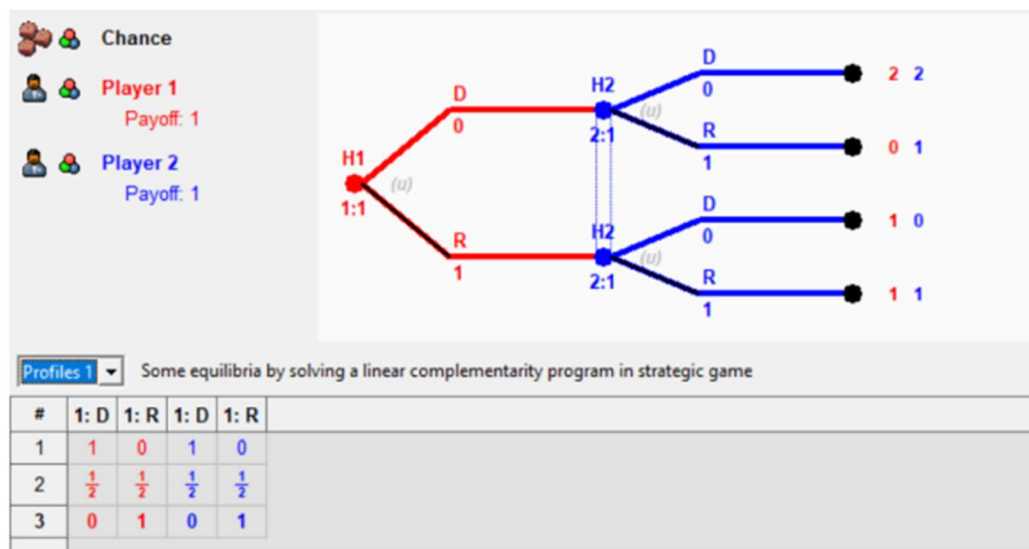 Chance
Player 1
Payoff: 1
Player 2
Payoff: 1
H1
(u)
1:1
D
0
R
1
H2
(u)
2:1
D
0
2 2
R
1
0 1
H2
(u)
2:1
D
0
1 0
R
1
1 1
Profiles 1 Some equilibria by solving a linear complementarity program in strategic game
# 1: D 1: R 1: D 1: R
1 1 0 1 0
2 1/2 1/2 1/2 1/2
3 0 1 0 1